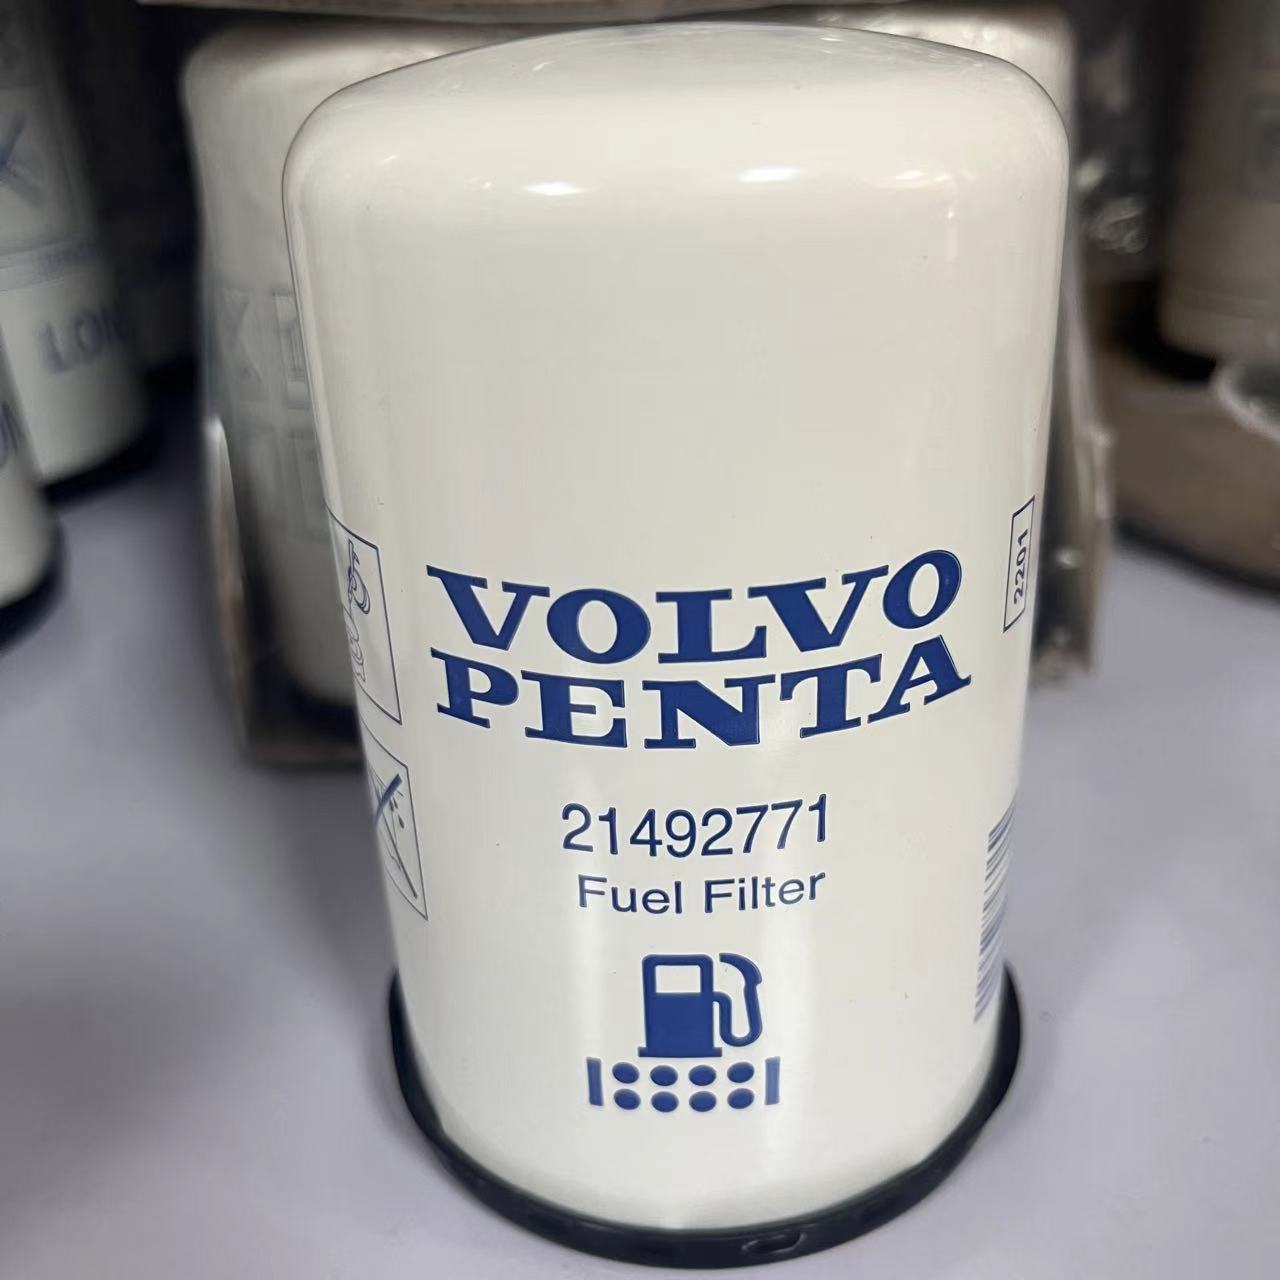 VOLVO
PENTA
21492771
Fuel Filter
2201